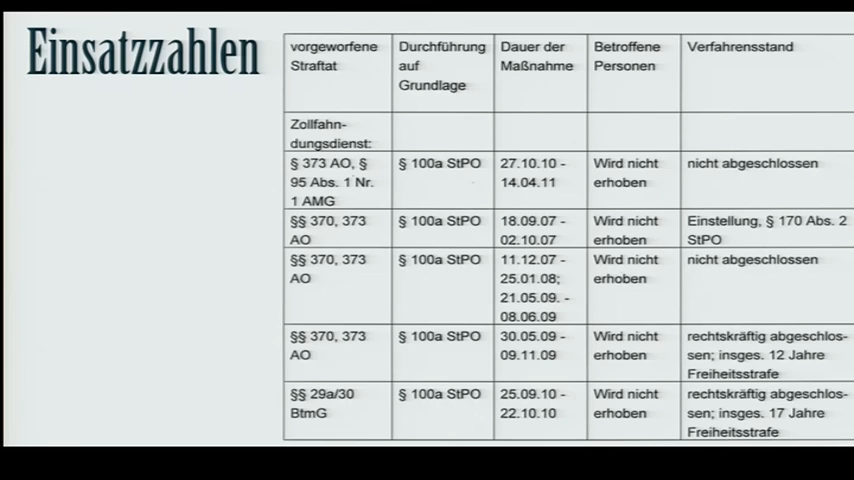 Einsatzzahlen
vorgeworfene Straftat
Durchführung auf Grundlage
Dauer der Maßnahme
Betroffene Personen
Verfahrensstand
Zollfahn-
dungsdienst:
§ 373 AO, §
95 Abs. 1 Nr.
1 AMG
§ 100a StPO
27.10.10 -
14.04.11
Wird nicht
erhoben
nicht abgeschlossen
§§ 370, 373
AO
§ 100a StPO
18.09.07 -
02.10.07
Wird nicht
erhoben
Einstellung, § 170 Abs. 2
StPO
§§ 370, 373
AO
§ 100a StPO
11.12.07 -
25.01.08;
21.05.09. -
08.06.09
Wird nicht
erhoben
nicht abgeschlossen
§§ 370, 373
AO
§ 100a StPO
30.05.09 -
09.11.09
Wird nicht
erhoben
rechtskräftig abgeschlos-
sen; insges. 12 Jahre
Freiheitsstrafe
§§ 29a/30
BtmG
§ 100a StPO
25.09.10 -
22.10.10
Wird nicht
erhoben
rechtskräftig abgeschlos-
sen; insges. 17 Jahre
Freiheitsstrafe